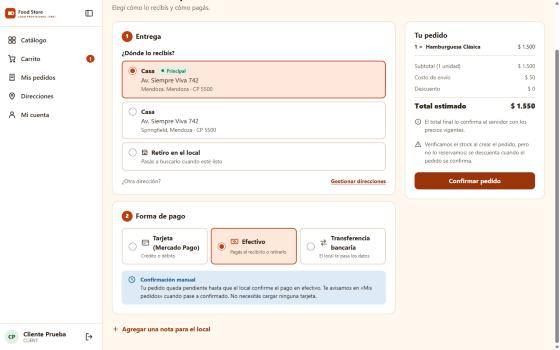 Food Store
Catálogo
Carrito
1
Mis pedidos
Direcciones
Mi cuenta
CP
Cliente Prueba
CLIENT
Elegí cómo lo recibís y cómo pagás.
1 Entrega
¿Dónde lo recibís?
Casa Principal
Av. Siempre Viva 742
Mendoza, Mendoza · CP 5500
Casa
Av. Siempre Viva 742
Springfield, Mendoza · CP 5500
Retiro en el local
Pasás a buscarlo cuando esté listo
¿Otra dirección?
Gestionar direcciones
2 Forma de pago
Tarjeta
(Mercado Pago)
Crédito o débito
Efectivo
Pagás al recibirlo o retirarlo
Transferencia
bancaria
El local te pasa los datos
Confirmación manual
Tu pedido queda pendiente hasta que el local confirme el pago en efectivo. Te avisamos en «Mis
pedidos» cuando pase a confirmado. No necesitás cargar ninguna tarjeta.
+ Agregar una nota para el local
Tu pedido
1 × Hamburguesa Clásica $ 1.500
Subtotal (1 unidad) $ 1.500
Costo de envío $ 50
Descuento $ 0
Total estimado $ 1.550
El total final lo confirma el servidor con los
precios vigentes.
Verificamos el stock al crear el pedido, pero
no lo reservamos: se descuenta cuando el
pedido se confirma.
Confirmar pedido